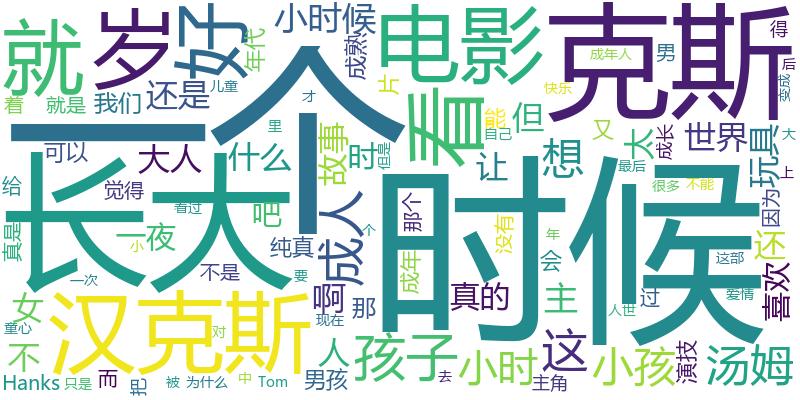 就
岁
好
小时候
年代
成熟
电影
片
克斯
成年人
男
得
后
变成
着
就是
我们
还是
儿童
才
一个
看
愿
快乐
自己
但
又
太
成长
世界
玩具
大
上
可以
大人
什么
里
故事
时
但是
让
想
最后
很多
不能
因为
给
觉得
长大
吧
成人
那个
时候
没有
真是
一夜
看过
纯真
个
年
这部
还
喜欢
小
不是
要
啊
那
成年
真的
会
主
过
人世
爱情
一次
女
童心
不
汉克斯
对
现在
人
孩子
小时
这
小孩
演技
汤姆
Hanks
只是
而
把
被
为什么
中
Tom
男孩
去
主角